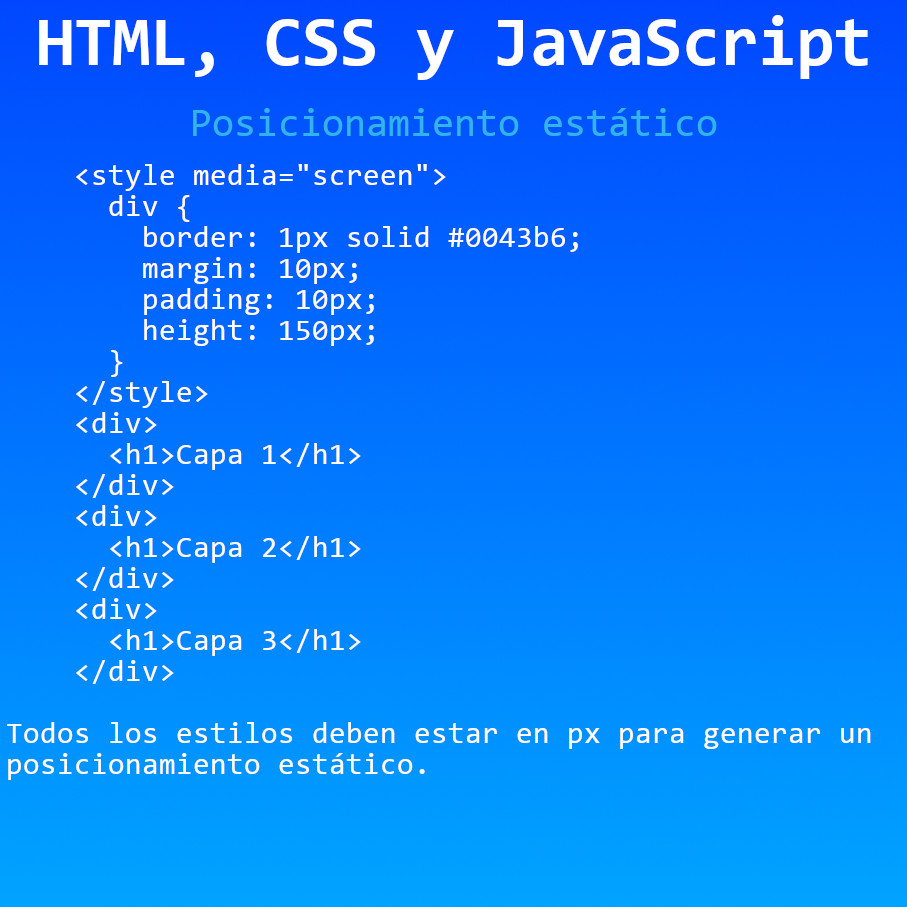 HTML, CSS y JavaScript
Posicionamiento estático
<style media="screen">
  div {
    border: 1px solid #0043b6;
    margin: 10px;
    padding: 10px;
    height: 150px;
  }
</style>
<div>
  <h1>Capa 1</h1>
</div>
<div>
  <h1>Capa 2</h1>
</div>
<div>
  <h1>Capa 3</h1>
</div>
Todos los estilos deben estar en px para generar un
posicionamiento estático.